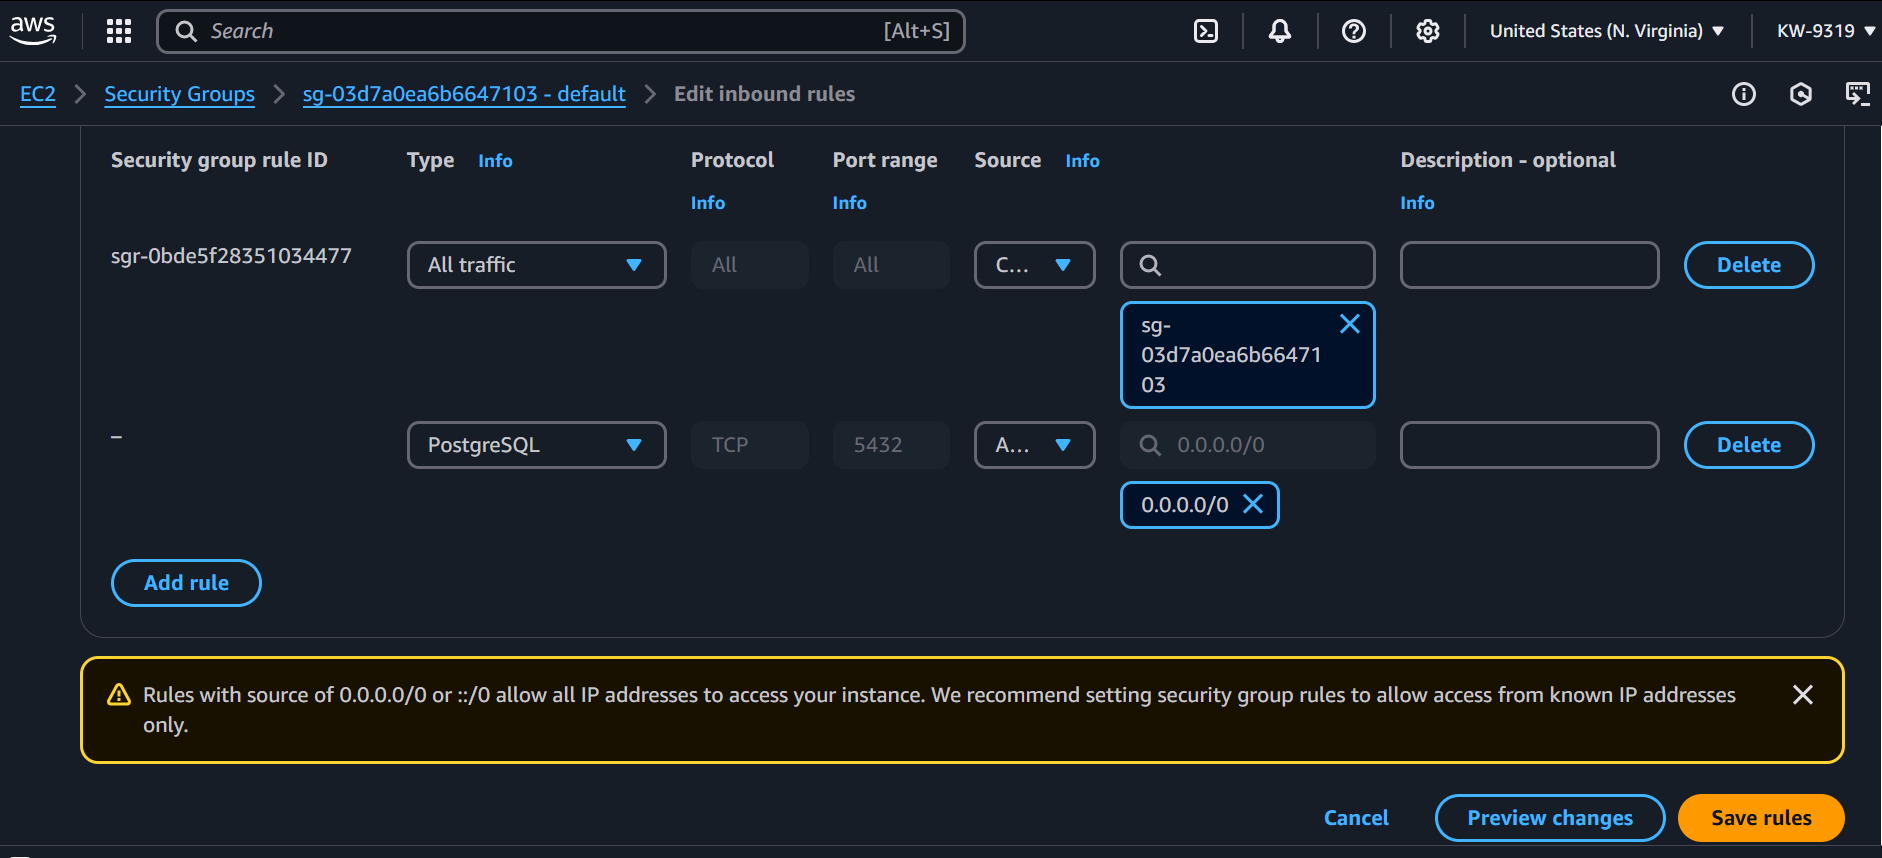 aws
Search
[Alt+S]
United States (N. Virginia)
KW-9319
EC2
Security Groups
sg-03d7a0ea6b6647103 - default
Edit inbound rules
Security group rule ID
Type Info
Protocol
Info
Port range
Info
Source Info
Description - optional
Info
sgr-0bde5f28351034477
All traffic
All
All
C...
Delete
sg-
03d7a0ea6b66471
03
–
PostgreSQL
TCP
5432
A...
0.0.0.0/0
Delete
0.0.0.0/0
Add rule
Rules with source of 0.0.0.0/0 or ::/0 allow all IP addresses to access your instance. We recommend setting security group rules to allow access from known IP addresses
only.
Cancel
Preview changes
Save rules